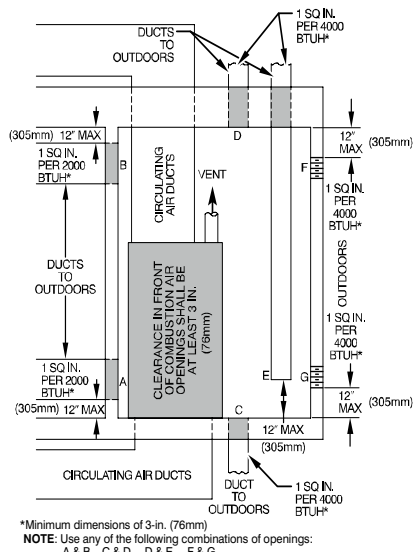 DUCTS
TO
OUTDOORS
1 SQ IN.
PER 4000
BTUH*
(305mm)
12" MAX
1 SQ IN.
PER 2000
BTUH*
B
CIRCULATING
AIR DUCTS
VENT
D
12"
MAX
(305mm)
F
1 SQ IN.
PER
4000
BTUH*
OUTDOORS
DUCTS
TO
OUTDOORS
CLEARANCE IN FRONT
OF COMBUSTION AIR
OPENINGS SHALL BE
AT LEAST 3 IN.
(76mm)
1 SQ IN.
PER
4000
BTUH*
1 SQ IN.
PER 2000
BTUH*
A
E
G
(305mm)
12" MAX
C
12" MAX
(305mm)
12"
MAX
(305mm)
CIRCULATING AIR DUCTS
DUCT
TO
OUTDOORS
1 SQ IN.
PER 4000
BTUH*
*Minimum dimensions of 3-in. (76mm)
NOTE: Use any of the following combinations of openings:
A & B C & D D & E F & G